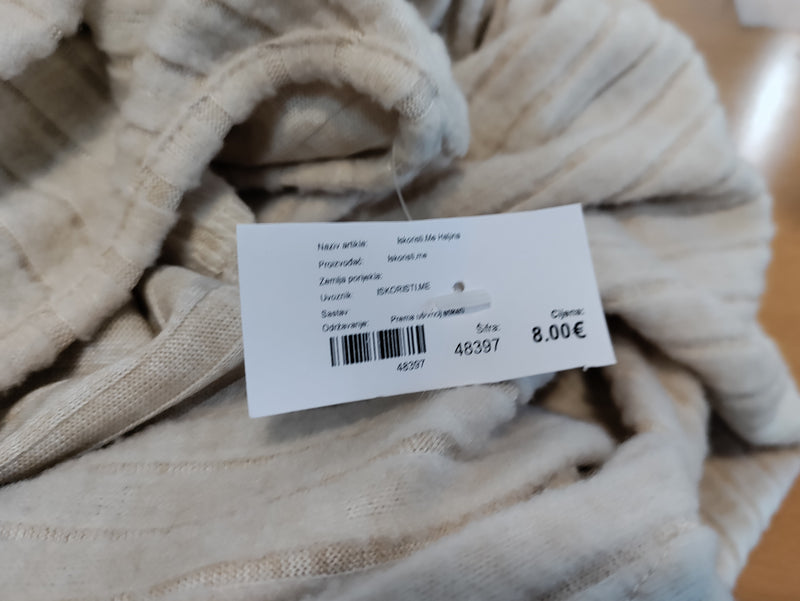 Naziv artikla: Iskoristi.Me Haljina
Proizvođač: Iskoristi.me
Zemlja porijekla:
Uvoznik: ISKORISTI.ME
Sastav
Održavanje: Prema
Šifra: Cijena:
48397 8.00€
48397